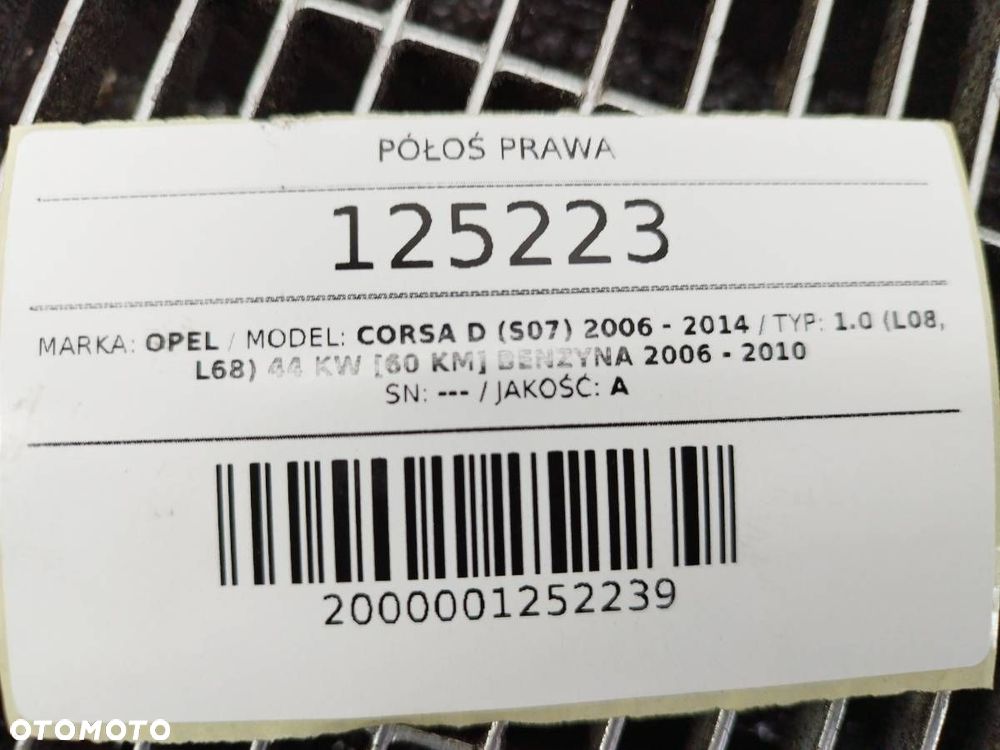 PÓŁOŚ PRAWA
125223
MARKA: OPEL / MODEL: CORSA D (S07) 2006 - 2014 / TYP: 1.0 (L08,
L68) 44 KW [60 KM] BENZYNA 2006 - 2010
SN: --- / JAKOŚĆ: A
2000001252239
OTOMOTO